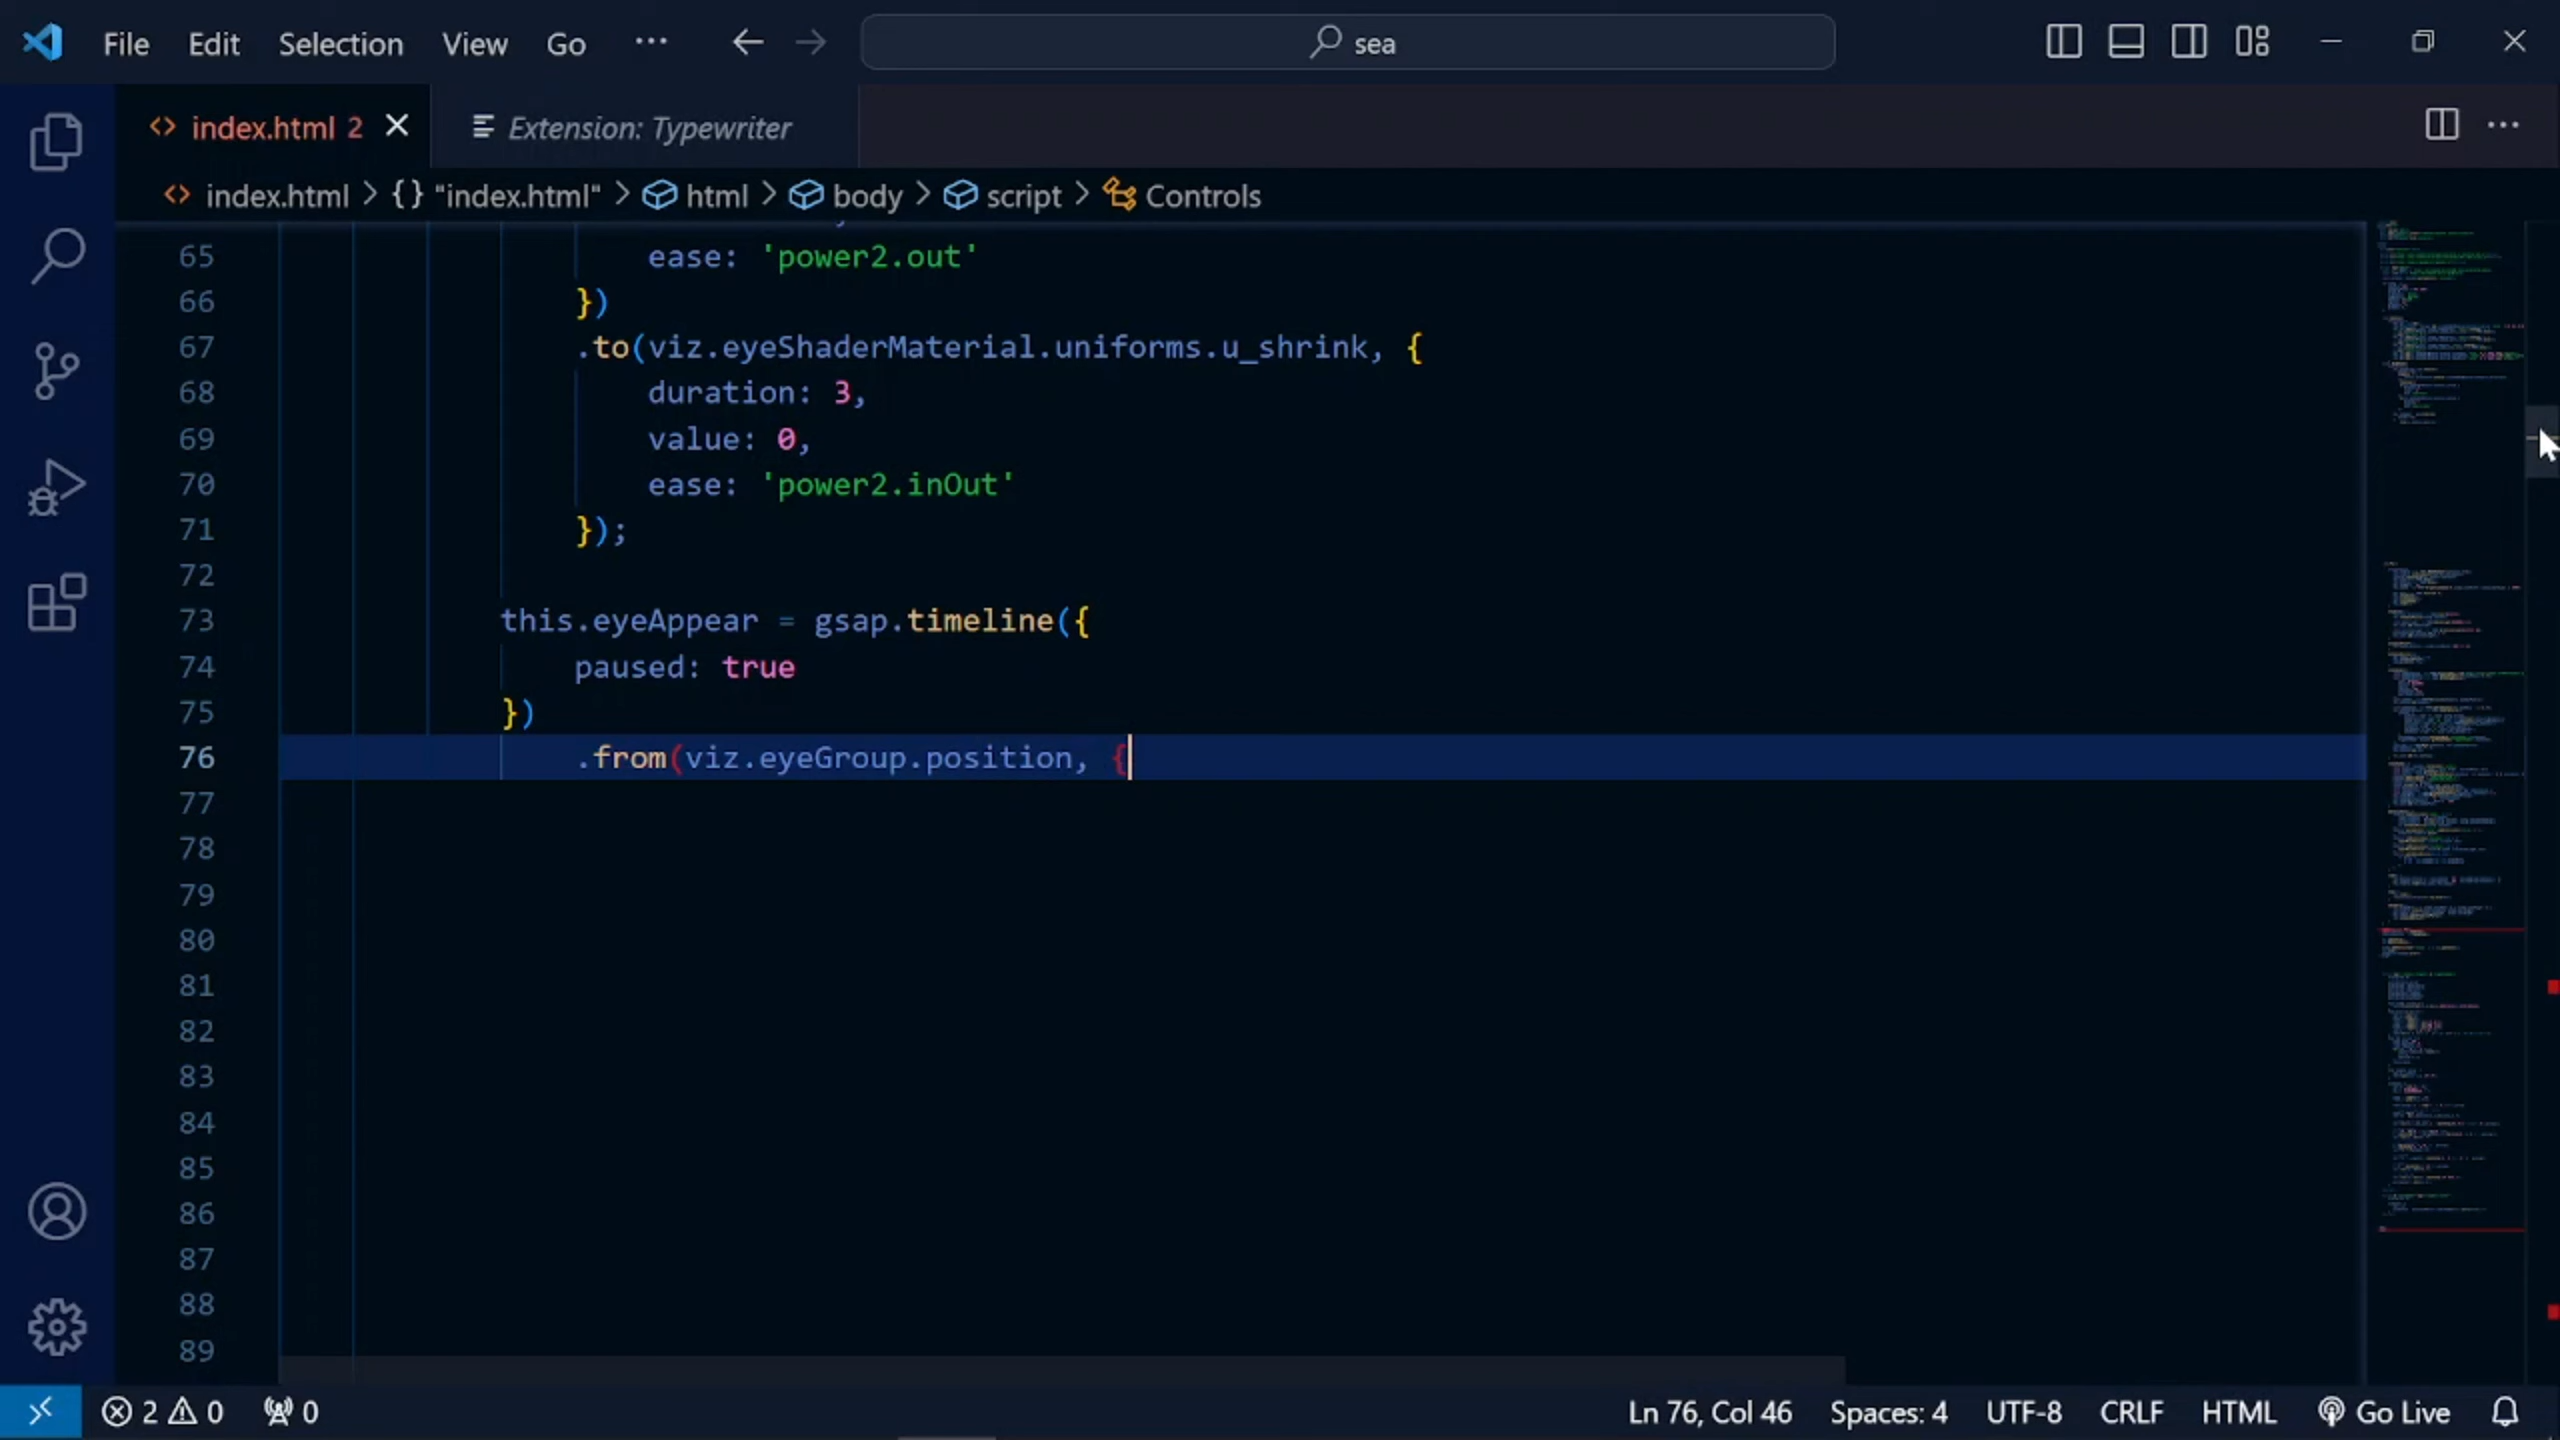 File Edit Selection View Go ··· sea
index.html 2 Extension: Typewriter
index.html > {} "index.html" > html > body > script > Controls
65 ease: 'power2.out'
66 })
67 .to(viz.eyeShaderMaterial.uniforms.u_shrink, {
68 duration: 3,
69 value: 0,
70 ease: 'power2.inOut'
71 });
72
73 this.eyeAppear = gsap.timeline({
74 paused: true
75 })
76 .from(viz.eyeGroup.position, {
77
78
79
80
81
82
83
84
85
86
87
88
89
2 0 0 Ln 76, Col 46 Spaces: 4 UTF-8 CRLF HTML Go Live